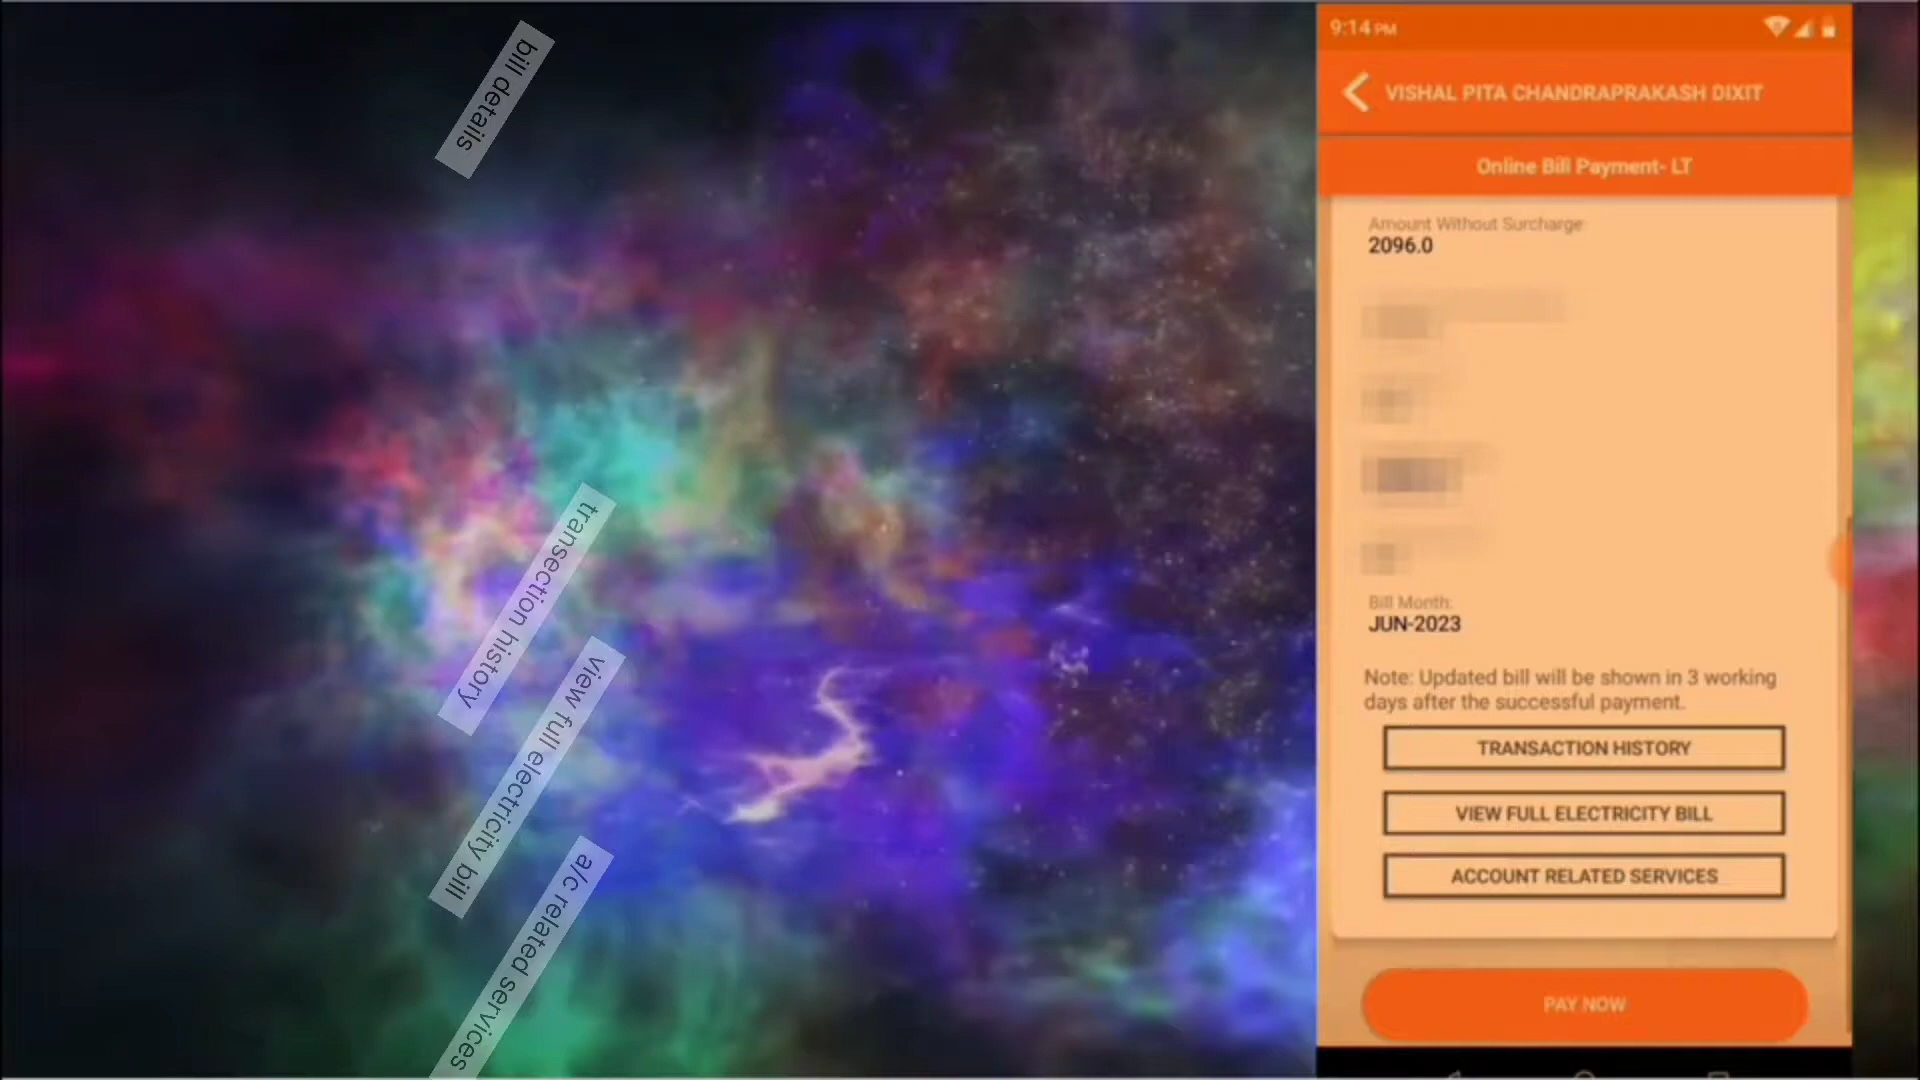 bill details
transection history
view full electricity bill
a/c related services
9:14 PM
VISHAL PITA CHANDRAPRAKASH DIXIT
Online Bill Payment- LT
Amount Without Surcharge:
2096.0
Bill Month:
JUN-2023
Note: Updated bill will be shown in 3 working
days after the successful payment.
TRANSACTION HISTORY
VIEW FULL ELECTRICITY BILL
ACCOUNT RELATED SERVICES
PAY NOW